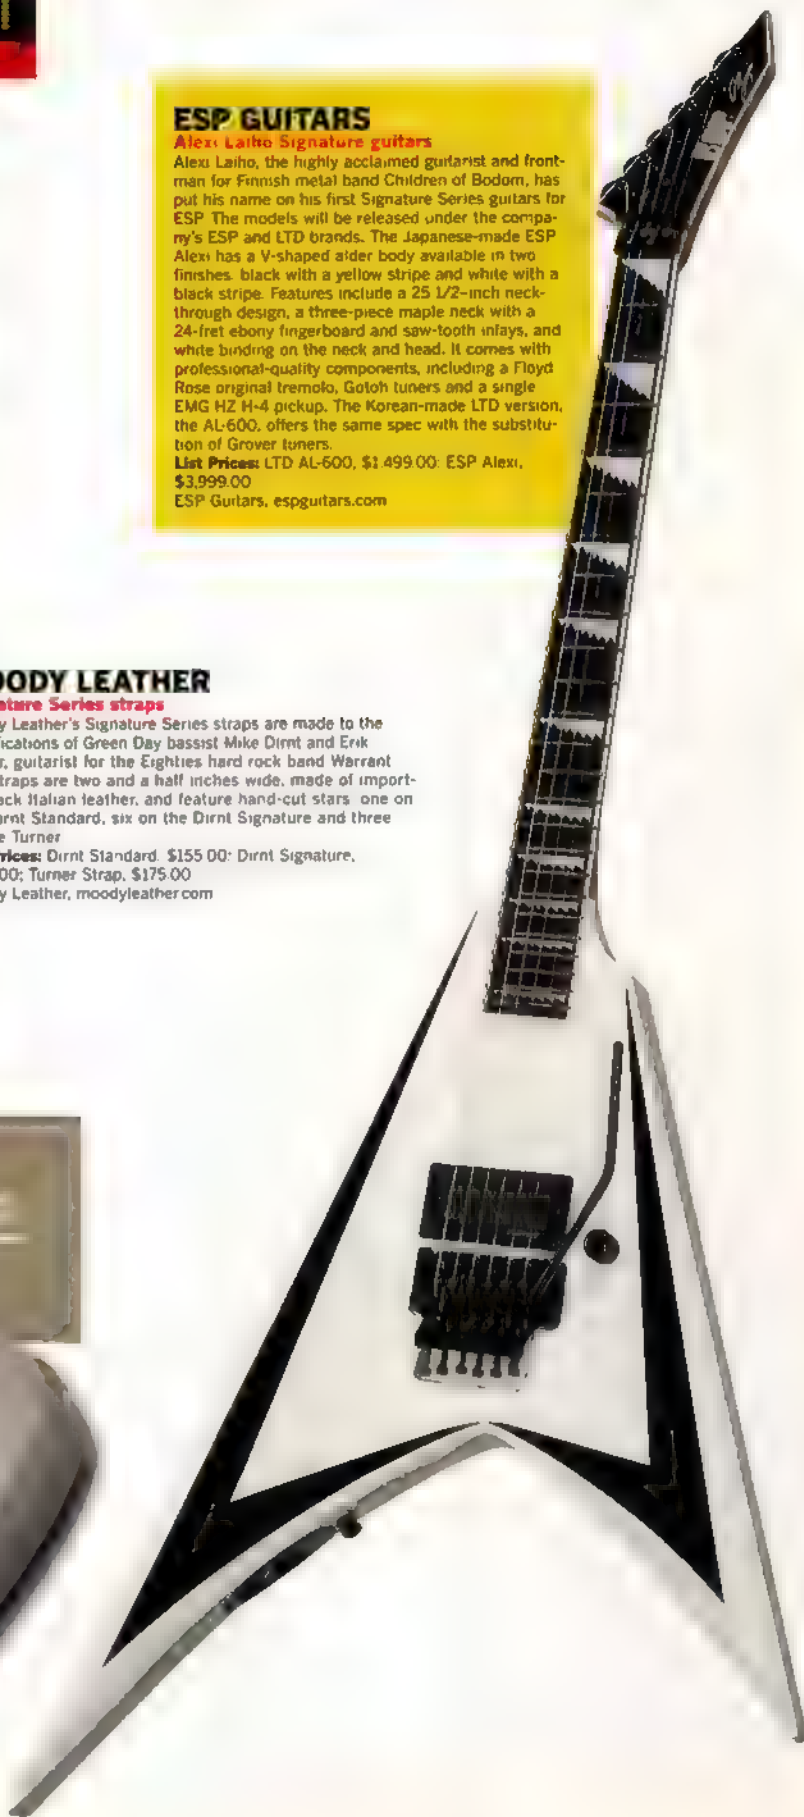 ESP GUITARS
Alexi Laiho Signature guitars
Alexi Laiho, the highly acclaimed guitarist and front-
man for Finnish metal band Children of Bodom, has
put his name on his first Signature Series guitars for
ESP. The models will be released under the compa-
ny's ESP and LTD brands. The Japanese-made ESP
Alexi has a V-shaped alder body available in two
finishes: black with a yellow stripe and white with a
black stripe. Features include a 25 1/2-inch neck-
through design, a three-piece maple neck with a
24-fret ebony fingerboard and saw-tooth inlays, and
white binding on the neck and head. It comes with
professional-quality components, including a Floyd
Rose original tremolo, Gotoh tuners and a single
EMG HZ H-4 pickup. The Korean-made LTD version,
the AL-600, offers the same spec with the substitu-
tion of Grover tuners.
List Prices: LTD AL-600, $1,499.00; ESP Alexi,
$3,999.00
ESP Guitars, espguitars.com
OODY LEATHER
ature Series straps
y Leather's Signature Series straps are made to the
fications of Green Day bassist Mike Dirnt and Erik
r, guitarist for the Eighties hard rock band Warrant
traps are two and a half inches wide, made of import-
ack Italian leather, and feature hand-cut stars one on
irnt Standard, six on the Dirnt Signature and three
e Turner
rices: Dirnt Standard, $155.00; Dirnt Signature,
00; Turner Strap, $175.00
y Leather, moodyleather.com